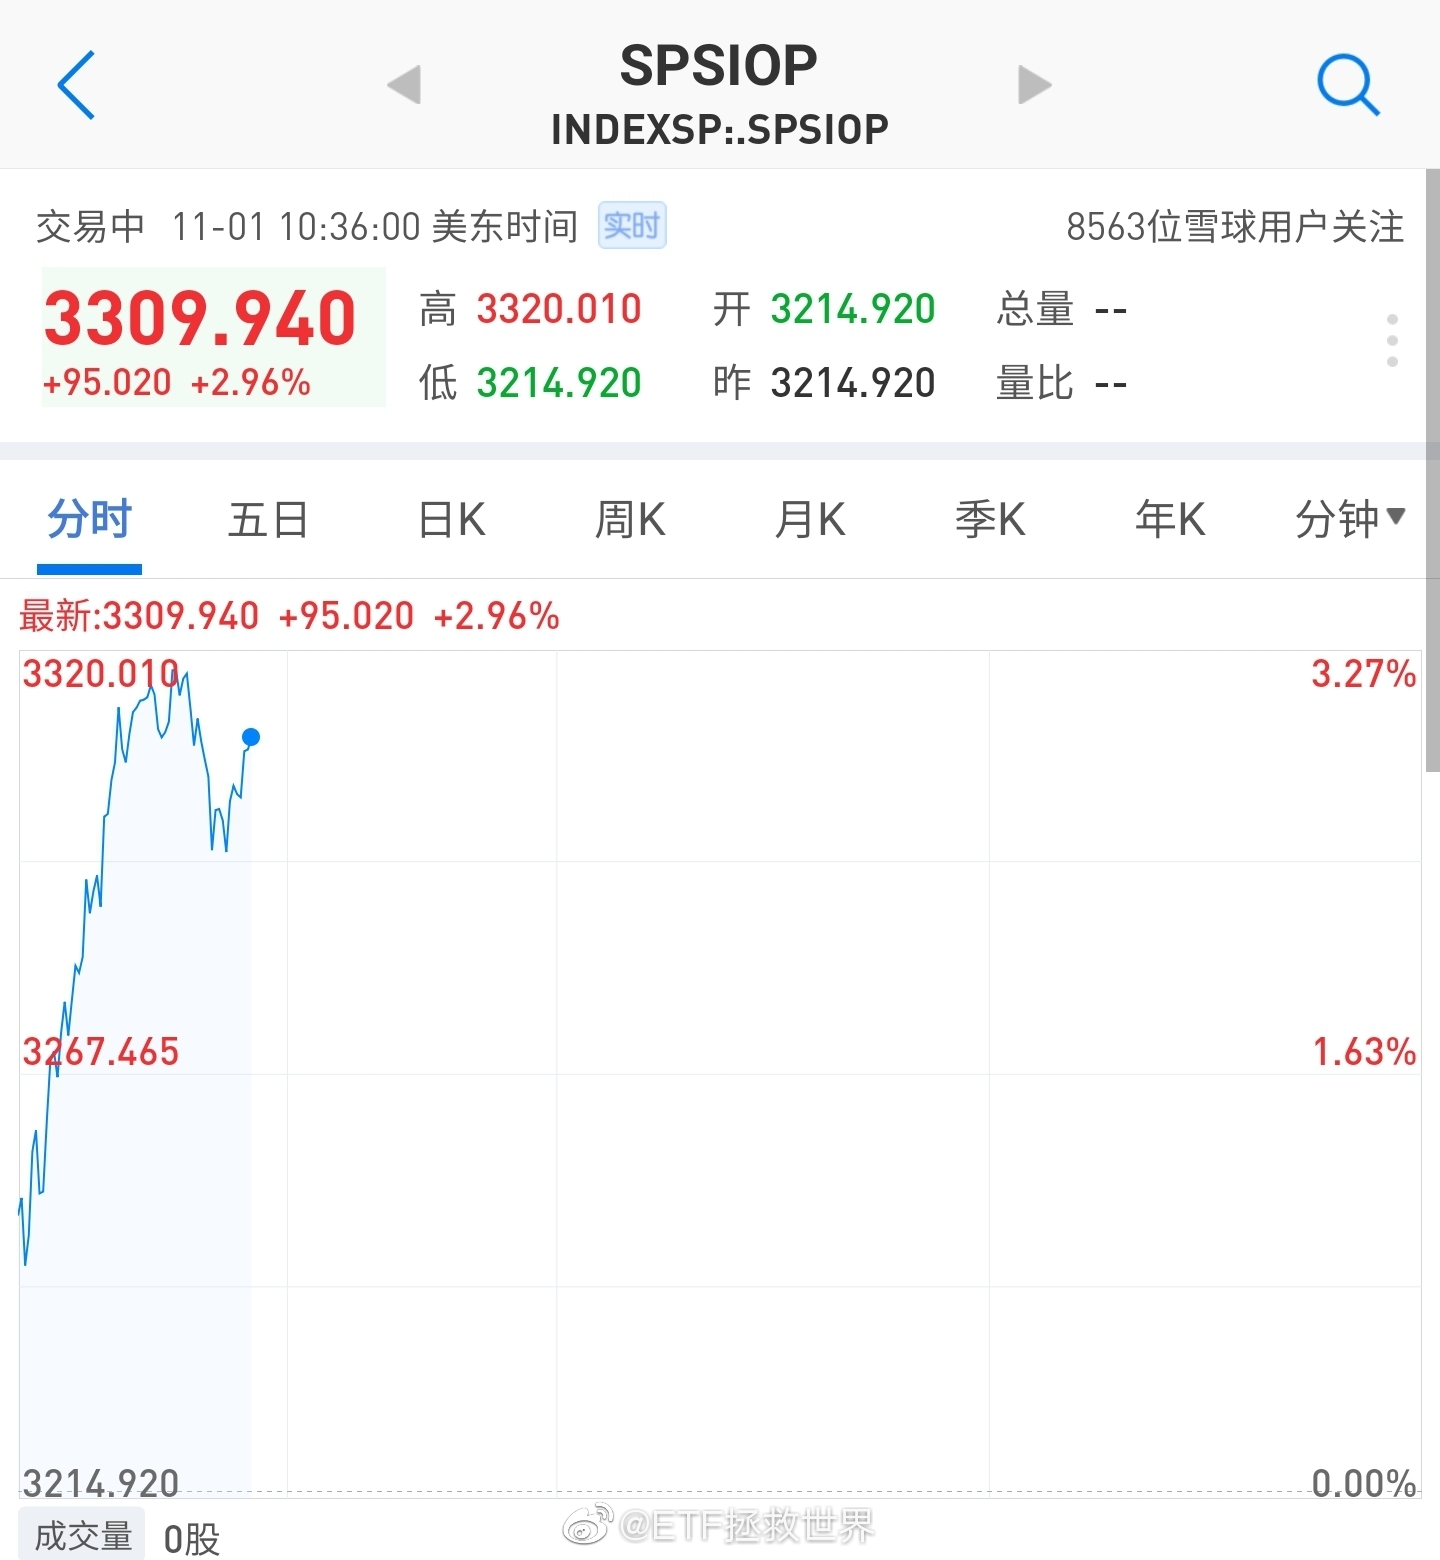 SPSIOP
INDEXSP:.SPSIOP
交易中 11-01 10:36:00 美东时间 实时 8563位雪球用户关注
3309.940 高 3320.010 开 3214.920 总量 --
+95.020 +2.96% 低 3214.920 昨 3214.920 量比 --
分时 五日 日K 周K 月K 季K 年K 分钟
最新:3309.940 +95.020 +2.96%
3320.010 3.27%
3267.465 1.63%
3214.920 0.00%
成交量 0股
@ETF拯救世界